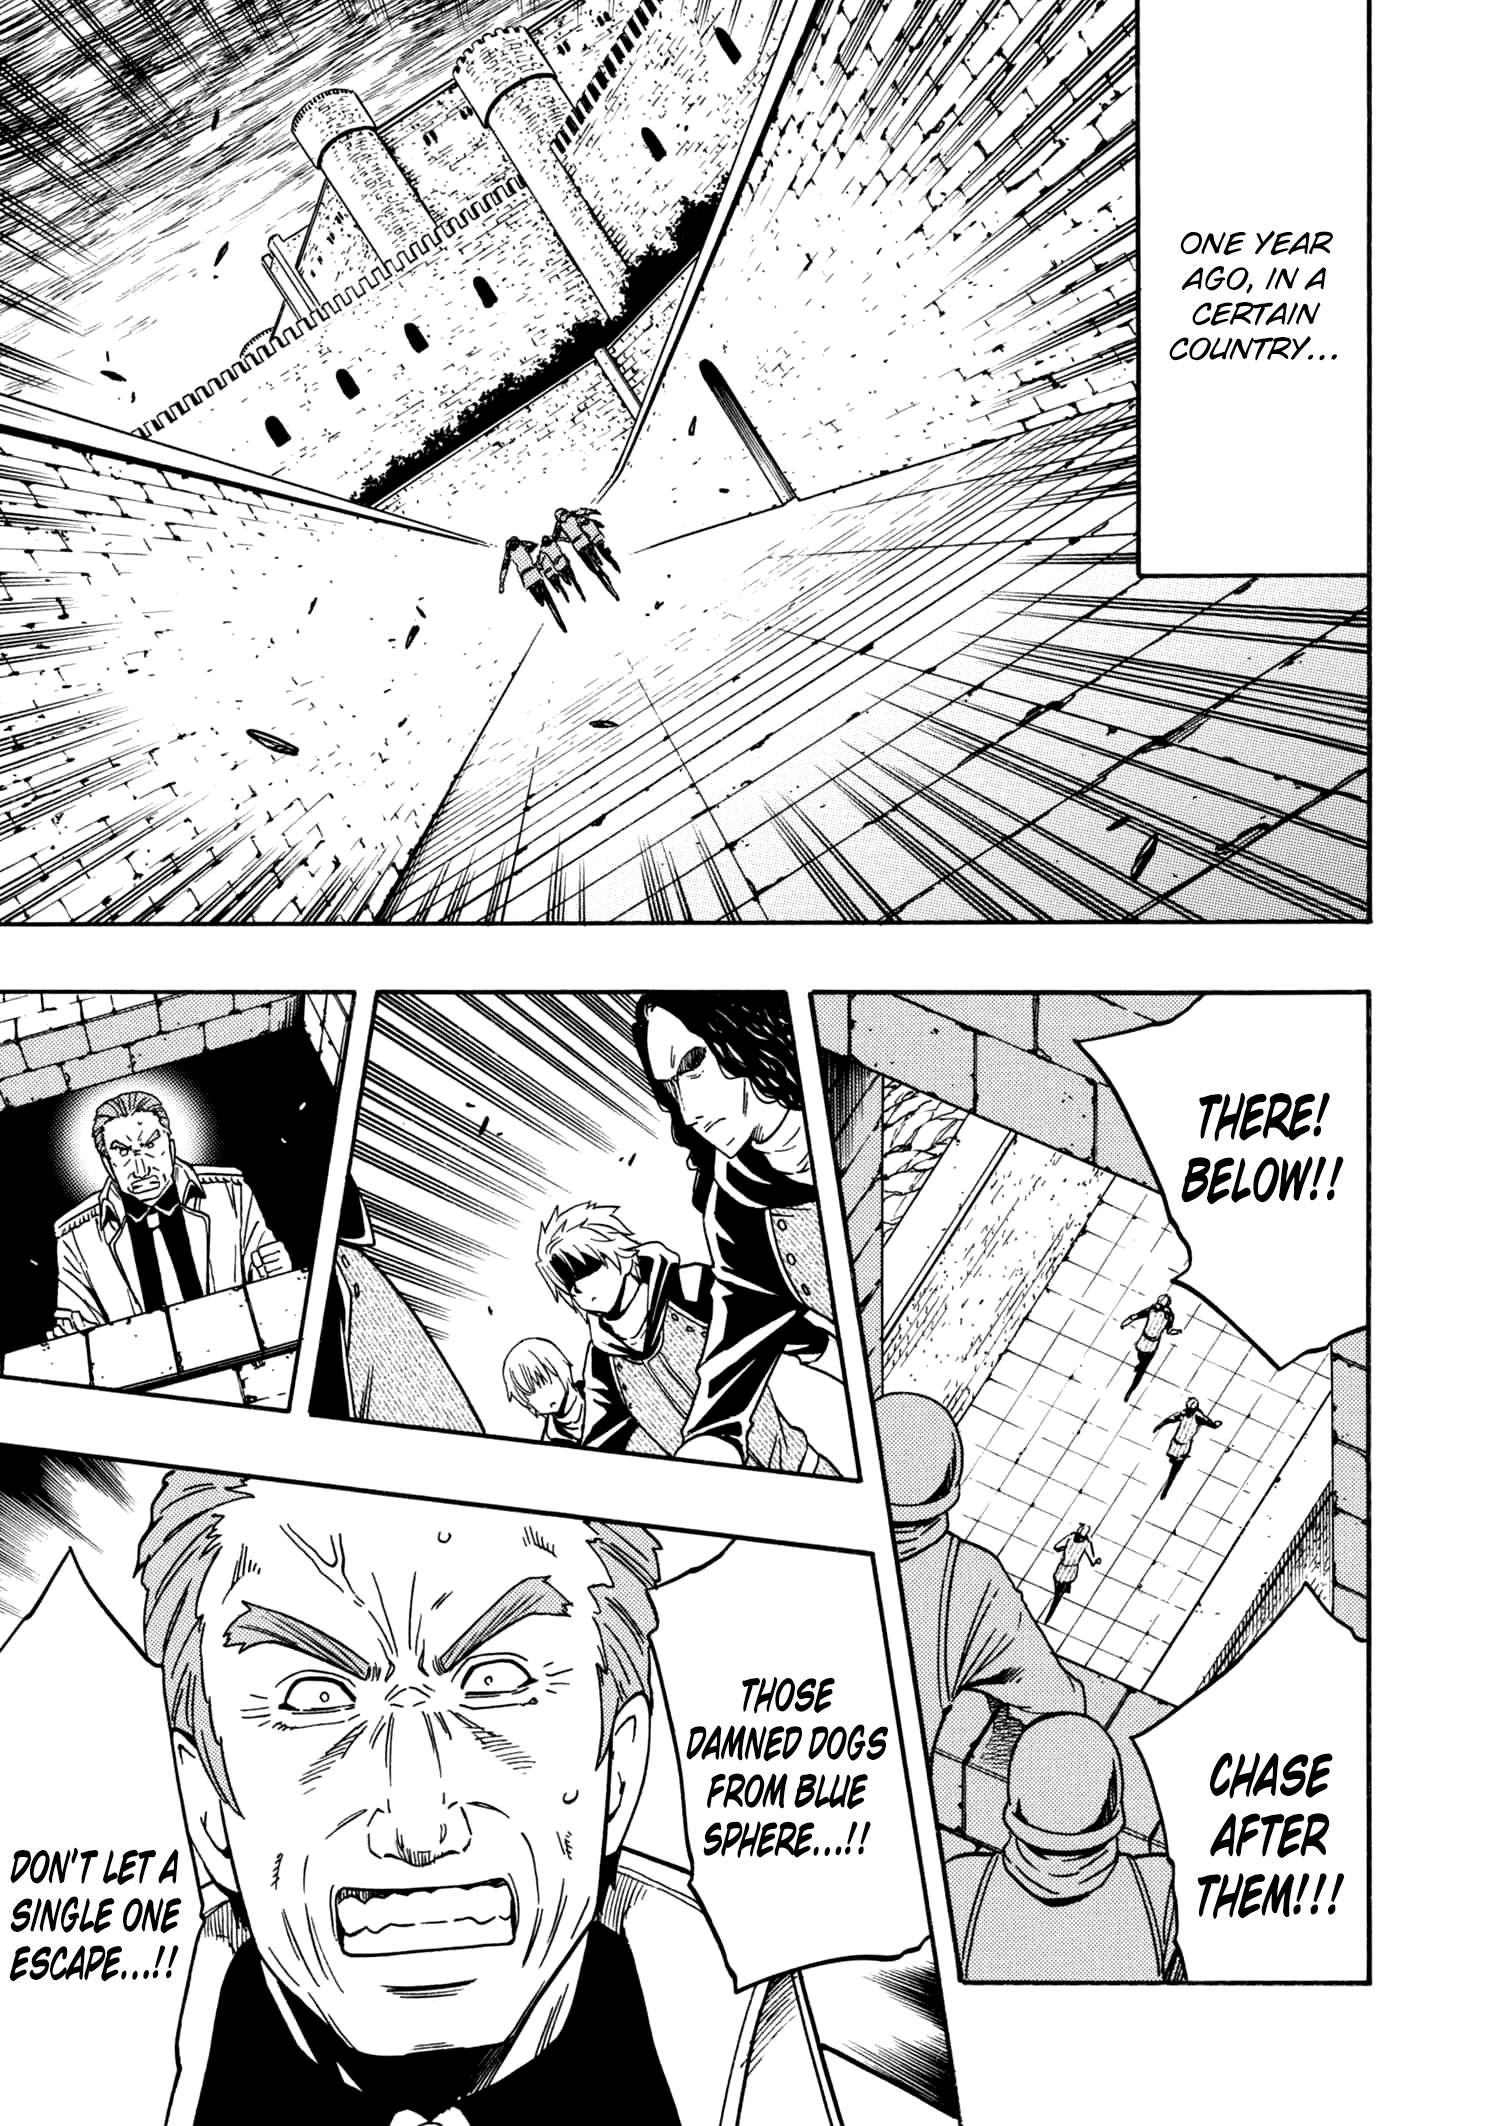 ONE YEAR
AGO, IN A
CERTAIN
COUNTRY...
THERE!
BELOW!!
CHASE
AFTER
THEM!!!
THOSE
DAMNED DOGS
FROM BLUE
SPHERE...!!
DON'T LET A
SINGLE ONE
ESCAPE...!!